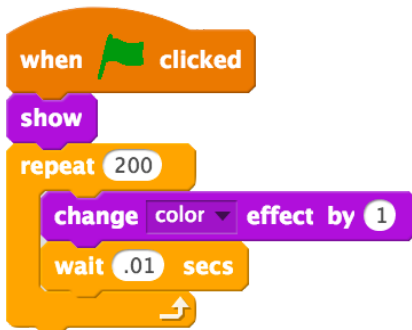 when clicked
show
repeat 200
change color effect by 1
wait .01 secs